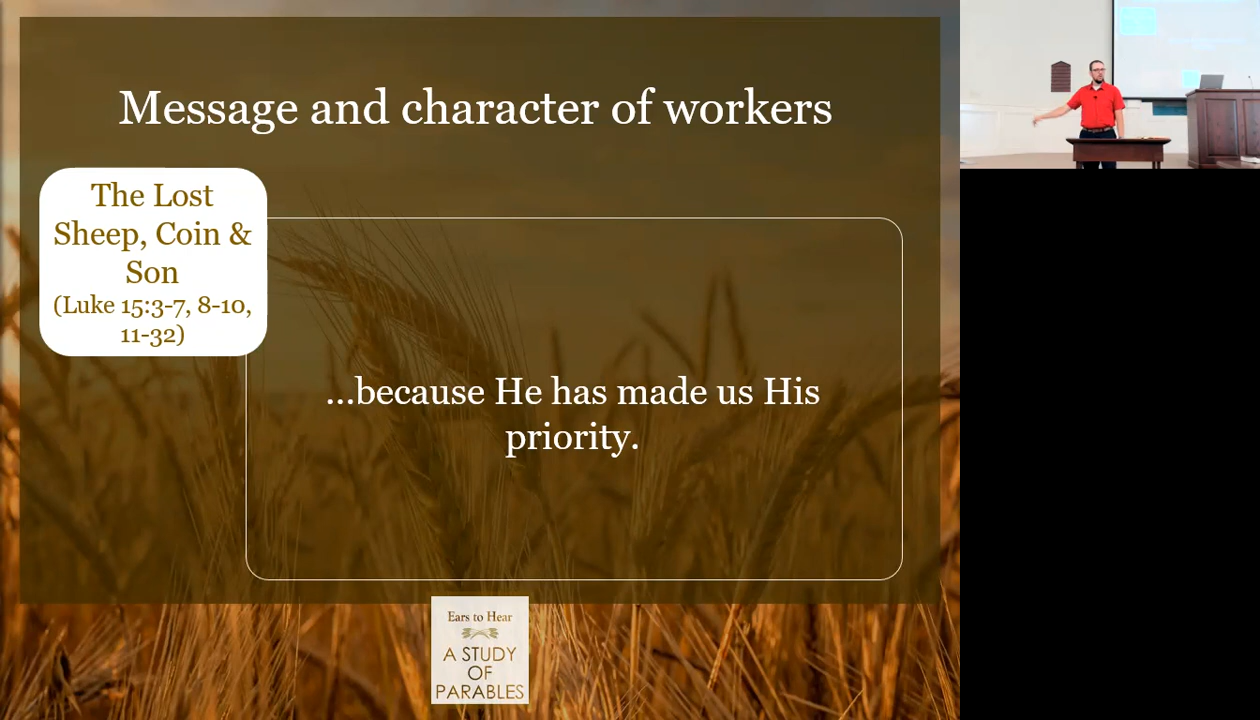 Message and character of workers
The Lost
Sheep, Coin &
Son
(Luke 15:3-7, 8-10,
11-32)
...because He has made us His
priority.
Ears to Hear
A STUDY
OF
PARABLES